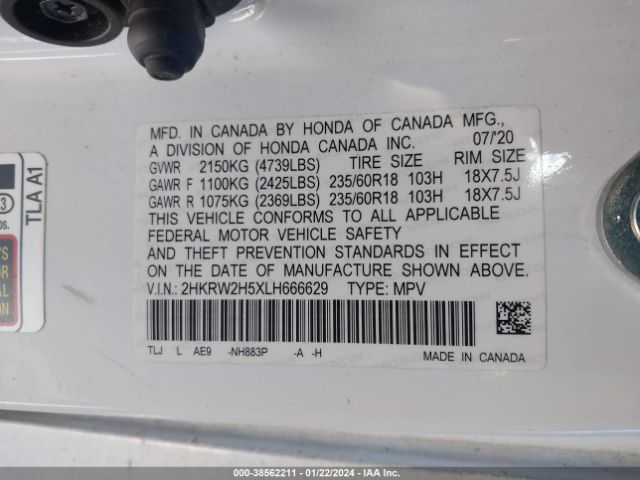 MFD. IN CANADA BY HONDA OF CANADA MFG.,
A DIVISION OF HONDA CANADA INC. 07/'20
GVWR 2150KG (4739LBS) TIRE SIZE RIM SIZE
GAWR F 1100KG (2425LBS) 235/60R18 103H 18X7.5J
GAWR R 1075KG (2369LBS) 235/60R18 103H 18X7.5J
THIS VEHICLE CONFORMS TO ALL APPLICABLE
FEDERAL MOTOR VEHICLE SAFETY
AND THEFT PREVENTION STANDARDS IN EFFECT
ON THE DATE OF MANUFACTURE SHOWN ABOVE.
V.I.N.: 2HKRW2H5XLH666629 TYPE: MPV
TLJ L AE9 -NH883P -A -H
MADE IN CANADA
TLA A1
000-38562211 - 01/22/2024 - IAA Inc.